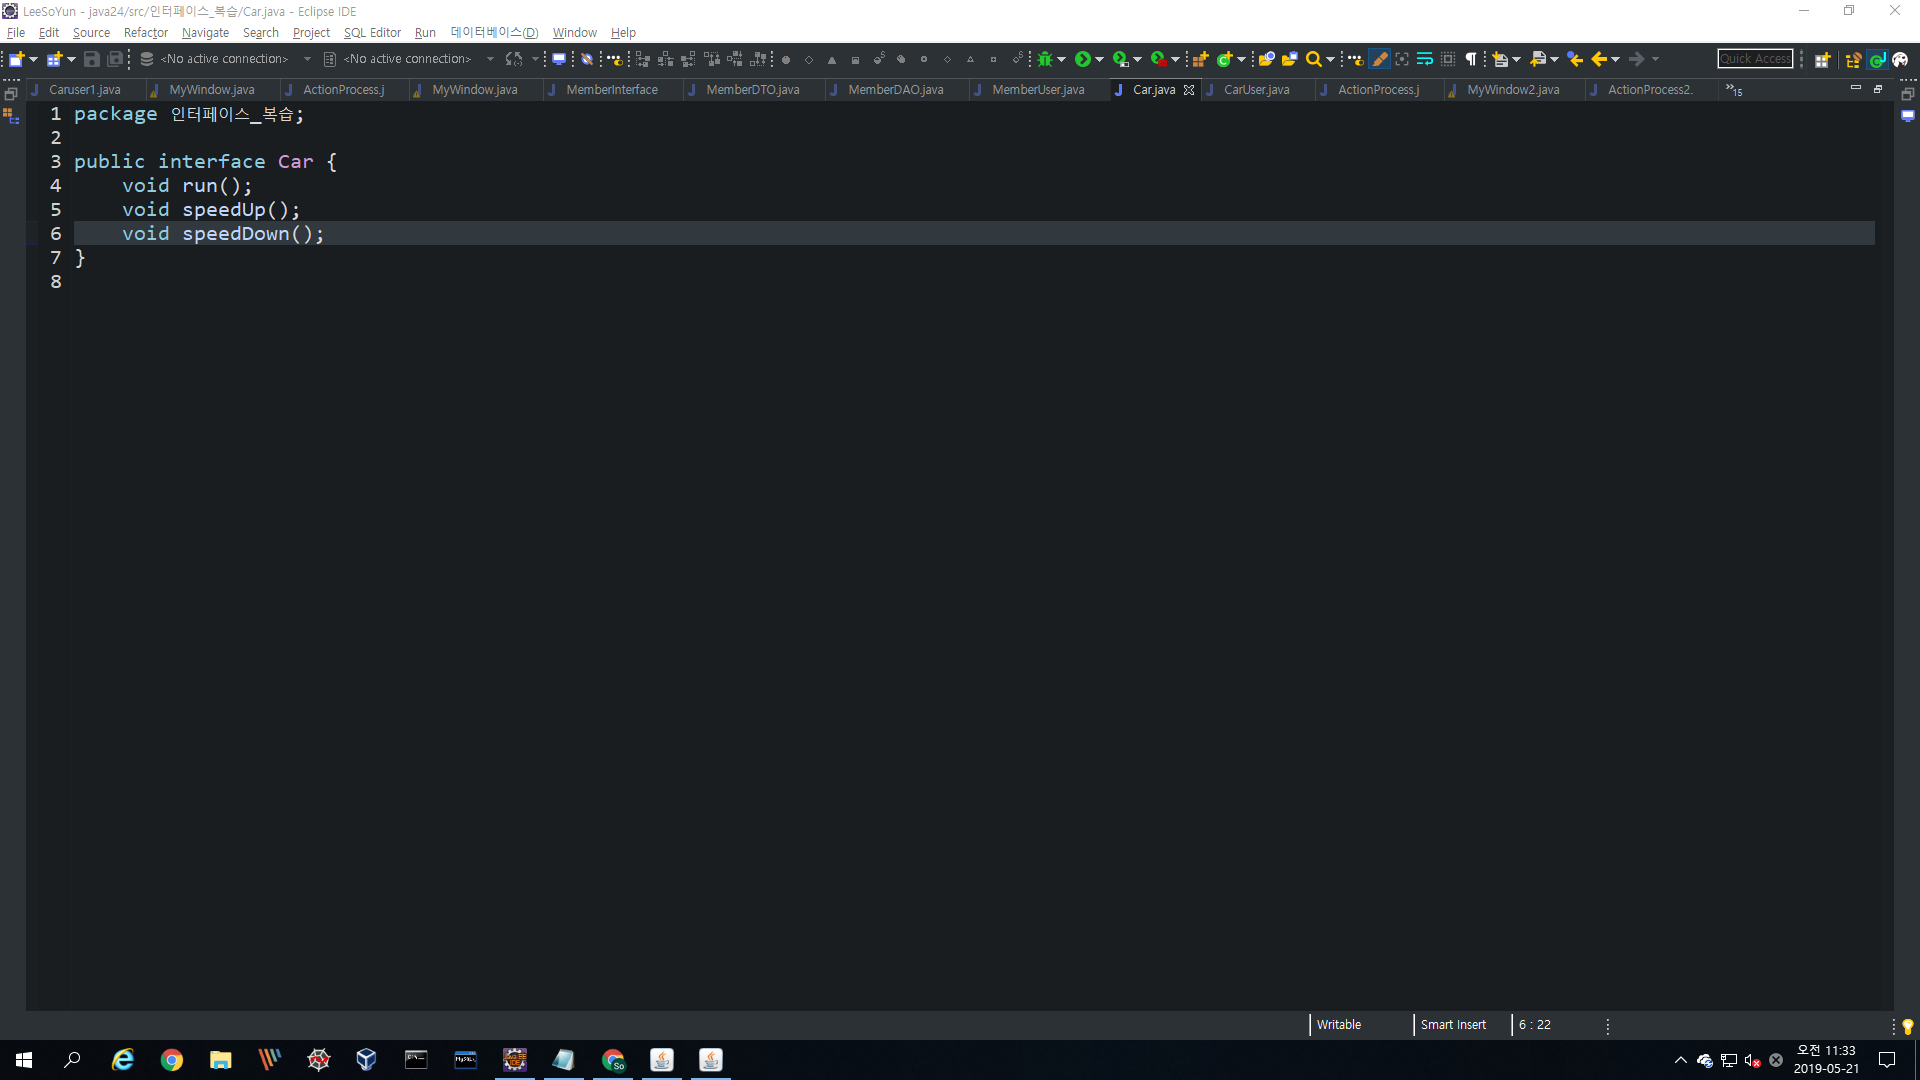 LeeSoYun - java24/src/인터페이스_복습/Car.java - Eclipse IDE
File Edit Source Refactor Navigate Search Project SQL Editor Run 데이터베이스(D) Window Help
<No active connection> <No active connection> Quick Access
Caruser1.java MyWindow.java ActionProcess.j MyWindow.java MemberInterface MemberDTO.java MemberDAO.java MemberUser.java Car.java CarUser.java ActionProcess.j MyWindow2.java ActionProcess2. »15
1 package 인터페이스_복습;
2
3 public interface Car {
4 void run();
5 void speedUp();
6 void speedDown();
7 }
8
Writable Smart Insert 6 : 22
오전 11:33
2019-05-21